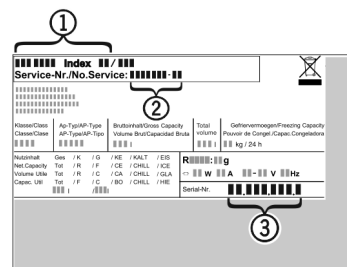 1
Index /
Service-Nr./No.Service: -
2
Klasse/Class Ap-Typ/AP-Type Bruttoinhalt/Gross Capacity Total Gefriervermoegen/Freezing Capacity
Classe/Clase AP-Type/AP-Tipo Volume Brut/Capacidad Bruta volume Pouvoir de Congel./Capac.Congeladora
l l kg / 24 h
Nutzinhalt Ges / K / G / KE / KALT / EIS
Net.Capacity Tot / R / F / CE / CHILL / ICE
Volume Utile Tot / R / C / CA / CHILL / GLA
Capac. Util Tot / F / C / BO / CHILL / HIE
l / l
R : g
W A - V Hz
Serial-Nr. . . .
3